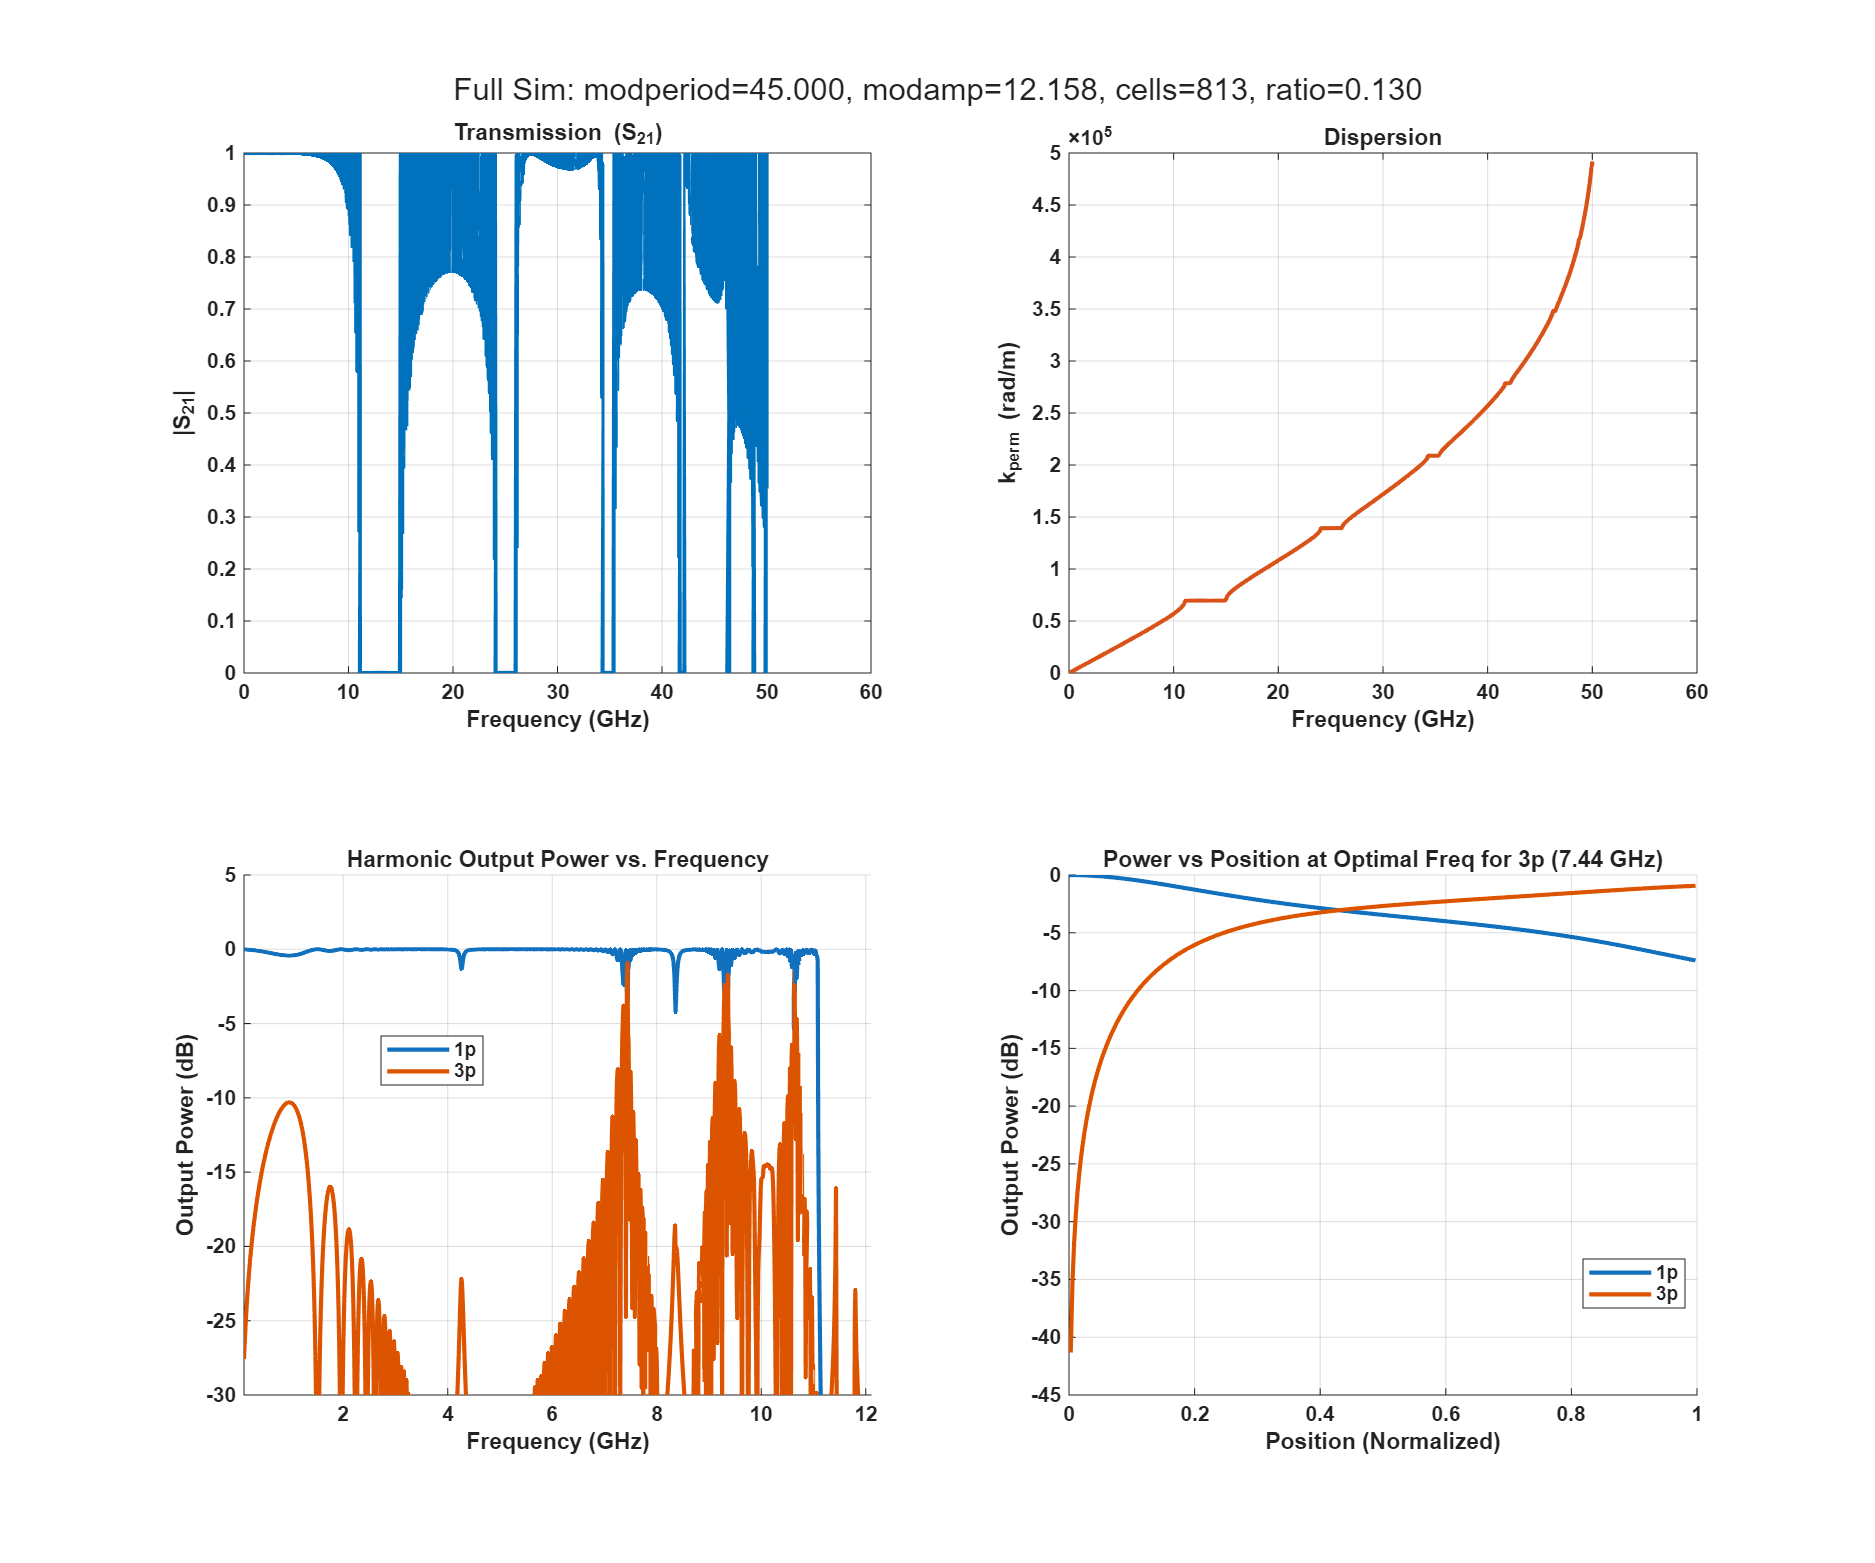 Full Sim: modperiod=45.000, modamp=12.158, cells=813, ratio=0.130
Transmission (S21)
1
0.9
0.8
0.7
0.6
0.5
0.4
0.3
0.2
0.1
0
|S21|
0 10 20 30 40 50 60
Frequency (GHz)
×10^5
Dispersion
5
4.5
4
3.5
3
2.5
2
1.5
1
0.5
0
kperm (rad/m)
0 10 20 30 40 50 60
Frequency (GHz)
Harmonic Output Power vs. Frequency
5
0
-5
-10
-15
-20
-25
-30
Output Power (dB)
1p
3p
2 4 6 8 10 12
Frequency (GHz)
Power vs Position at Optimal Freq for 3p (7.44 GHz)
0
-5
-10
-15
-20
-25
-30
-35
-40
-45
Output Power (dB)
1p
3p
0 0.2 0.4 0.6 0.8 1
Position (Normalized)